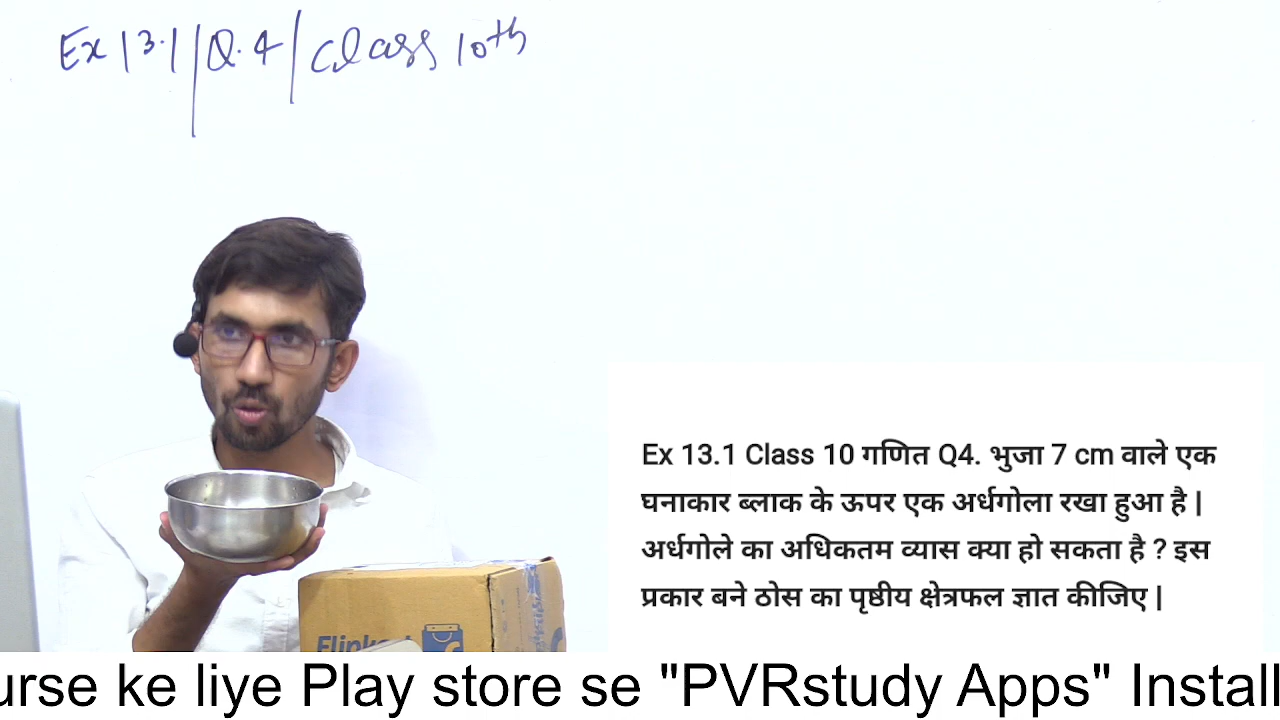 Ex 13.1 | Q.4 | Class 10th
Ex 13.1 Class 10 गणित Q4. भुजा 7 cm वाले एक
घनाकार ब्लाक के ऊपर एक अर्धगोला रखा हुआ है |
अर्धगोले का अधिकतम व्यास क्या हो सकता है ? इस
प्रकार बने ठोस का पृष्ठीय क्षेत्रफल ज्ञात कीजिए |
urse ke liye Play store se "PVRstudy Apps" Install